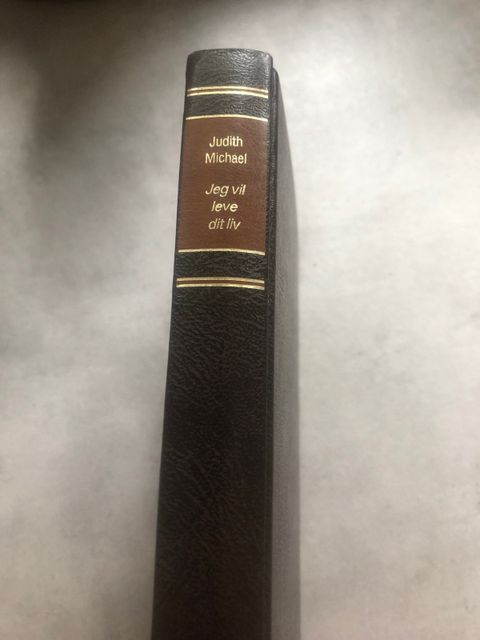 Judith
Michael
Jeg vil
leve
dit liv